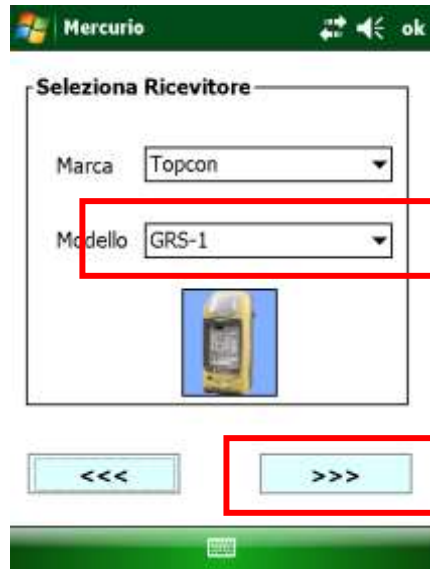 Mercurio ok
Seleziona Ricevitore
Marca Topcon
Modello GRS-1
<<< >>>